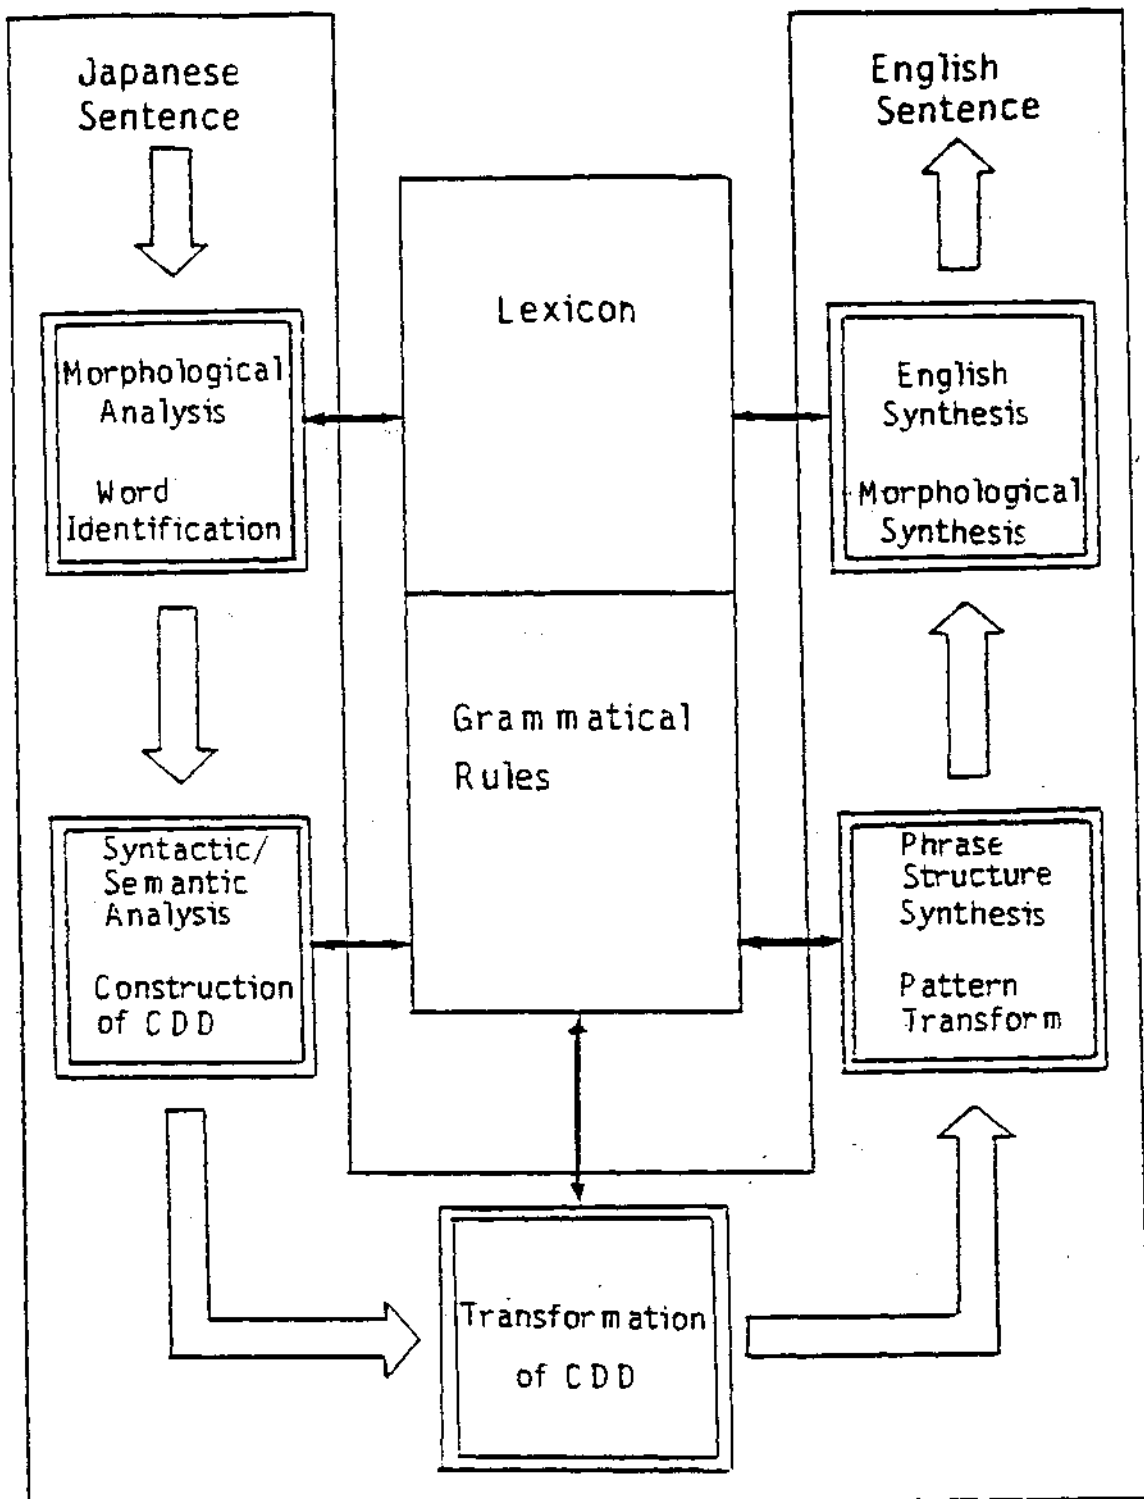 Japanese
Sentence
Morphological
Analysis
Word
Identification
Syntactic/
Semantic
Analysis
Construction
of CDD
Lexicon
Grammatical
Rules
Transformation
of CDD
English
Sentence
English
Synthesis
Morphological
Synthesis
Phrase
Structure
Synthesis
Pattern
Transform